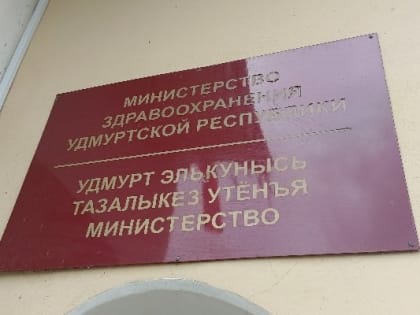 МИНИСТЕРСТВО
ЗДРАВООХРАНЕНИЯ
УДМУРТСКОЙ РЕСПУБЛИКИ
УДМУРТ ЭЛЬКУНЫСЬ
ТАЗАЛЫКЕЗ УТЁНЪЯ
МИНИСТЕРСТВО